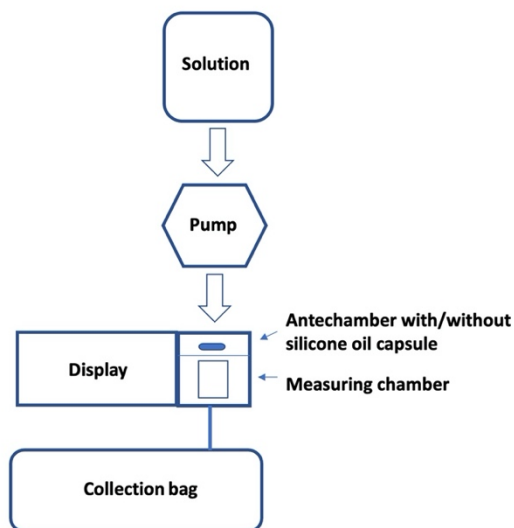 Solution
Pump
Antechamber with/without
silicone oil capsule
Display
Measuring chamber
Collection bag